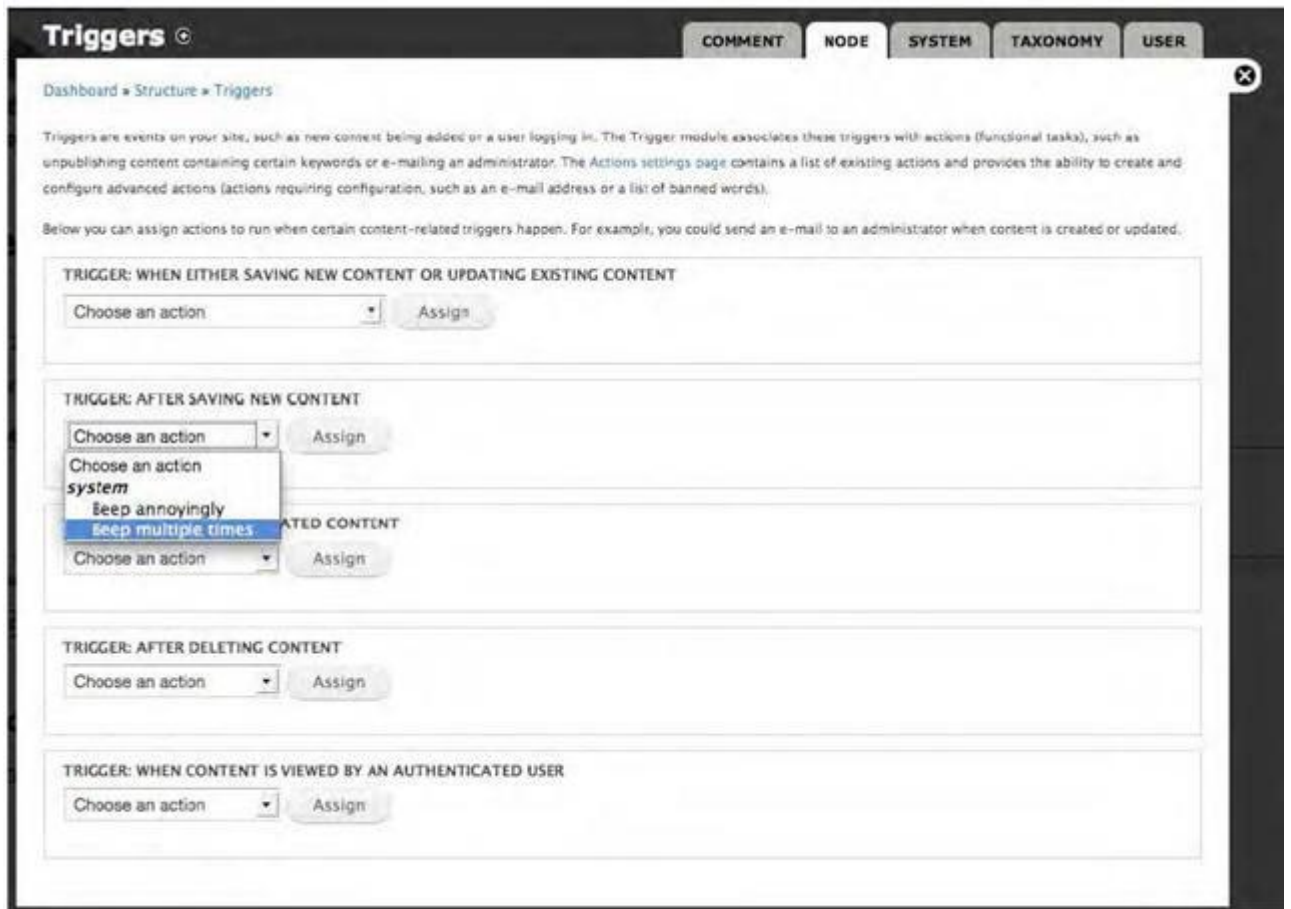 Triggers
COMMENT NODE SYSTEM TAXONOMY USER
Dashboard » Structure » Triggers
Triggers are events on your site, such as new content being added or a user logging in. The Trigger module associates these triggers with actions (functional tasks), such as
unpublishing content containing certain keywords or e-mailing an administrator. The Actions settings page contains a list of existing actions and provides the ability to create and
configure advanced actions (actions requiring configuration, such as an e-mail address or a list of banned words).
Below you can assign actions to run when certain content-related triggers happen. For example, you could send an e-mail to an administrator when content is created or updated.
TRIGGER: WHEN EITHER SAVING NEW CONTENT OR UPDATING EXISTING CONTENT
Choose an action Assign
TRIGGER: AFTER SAVING NEW CONTENT
Choose an action Assign
Choose an action
system
Beep annoyingly
Beep multiple times
ATED CONTENT
Choose an action Assign
TRIGGER: AFTER DELETING CONTENT
Choose an action Assign
TRIGGER: WHEN CONTENT IS VIEWED BY AN AUTHENTICATED USER
Choose an action Assign